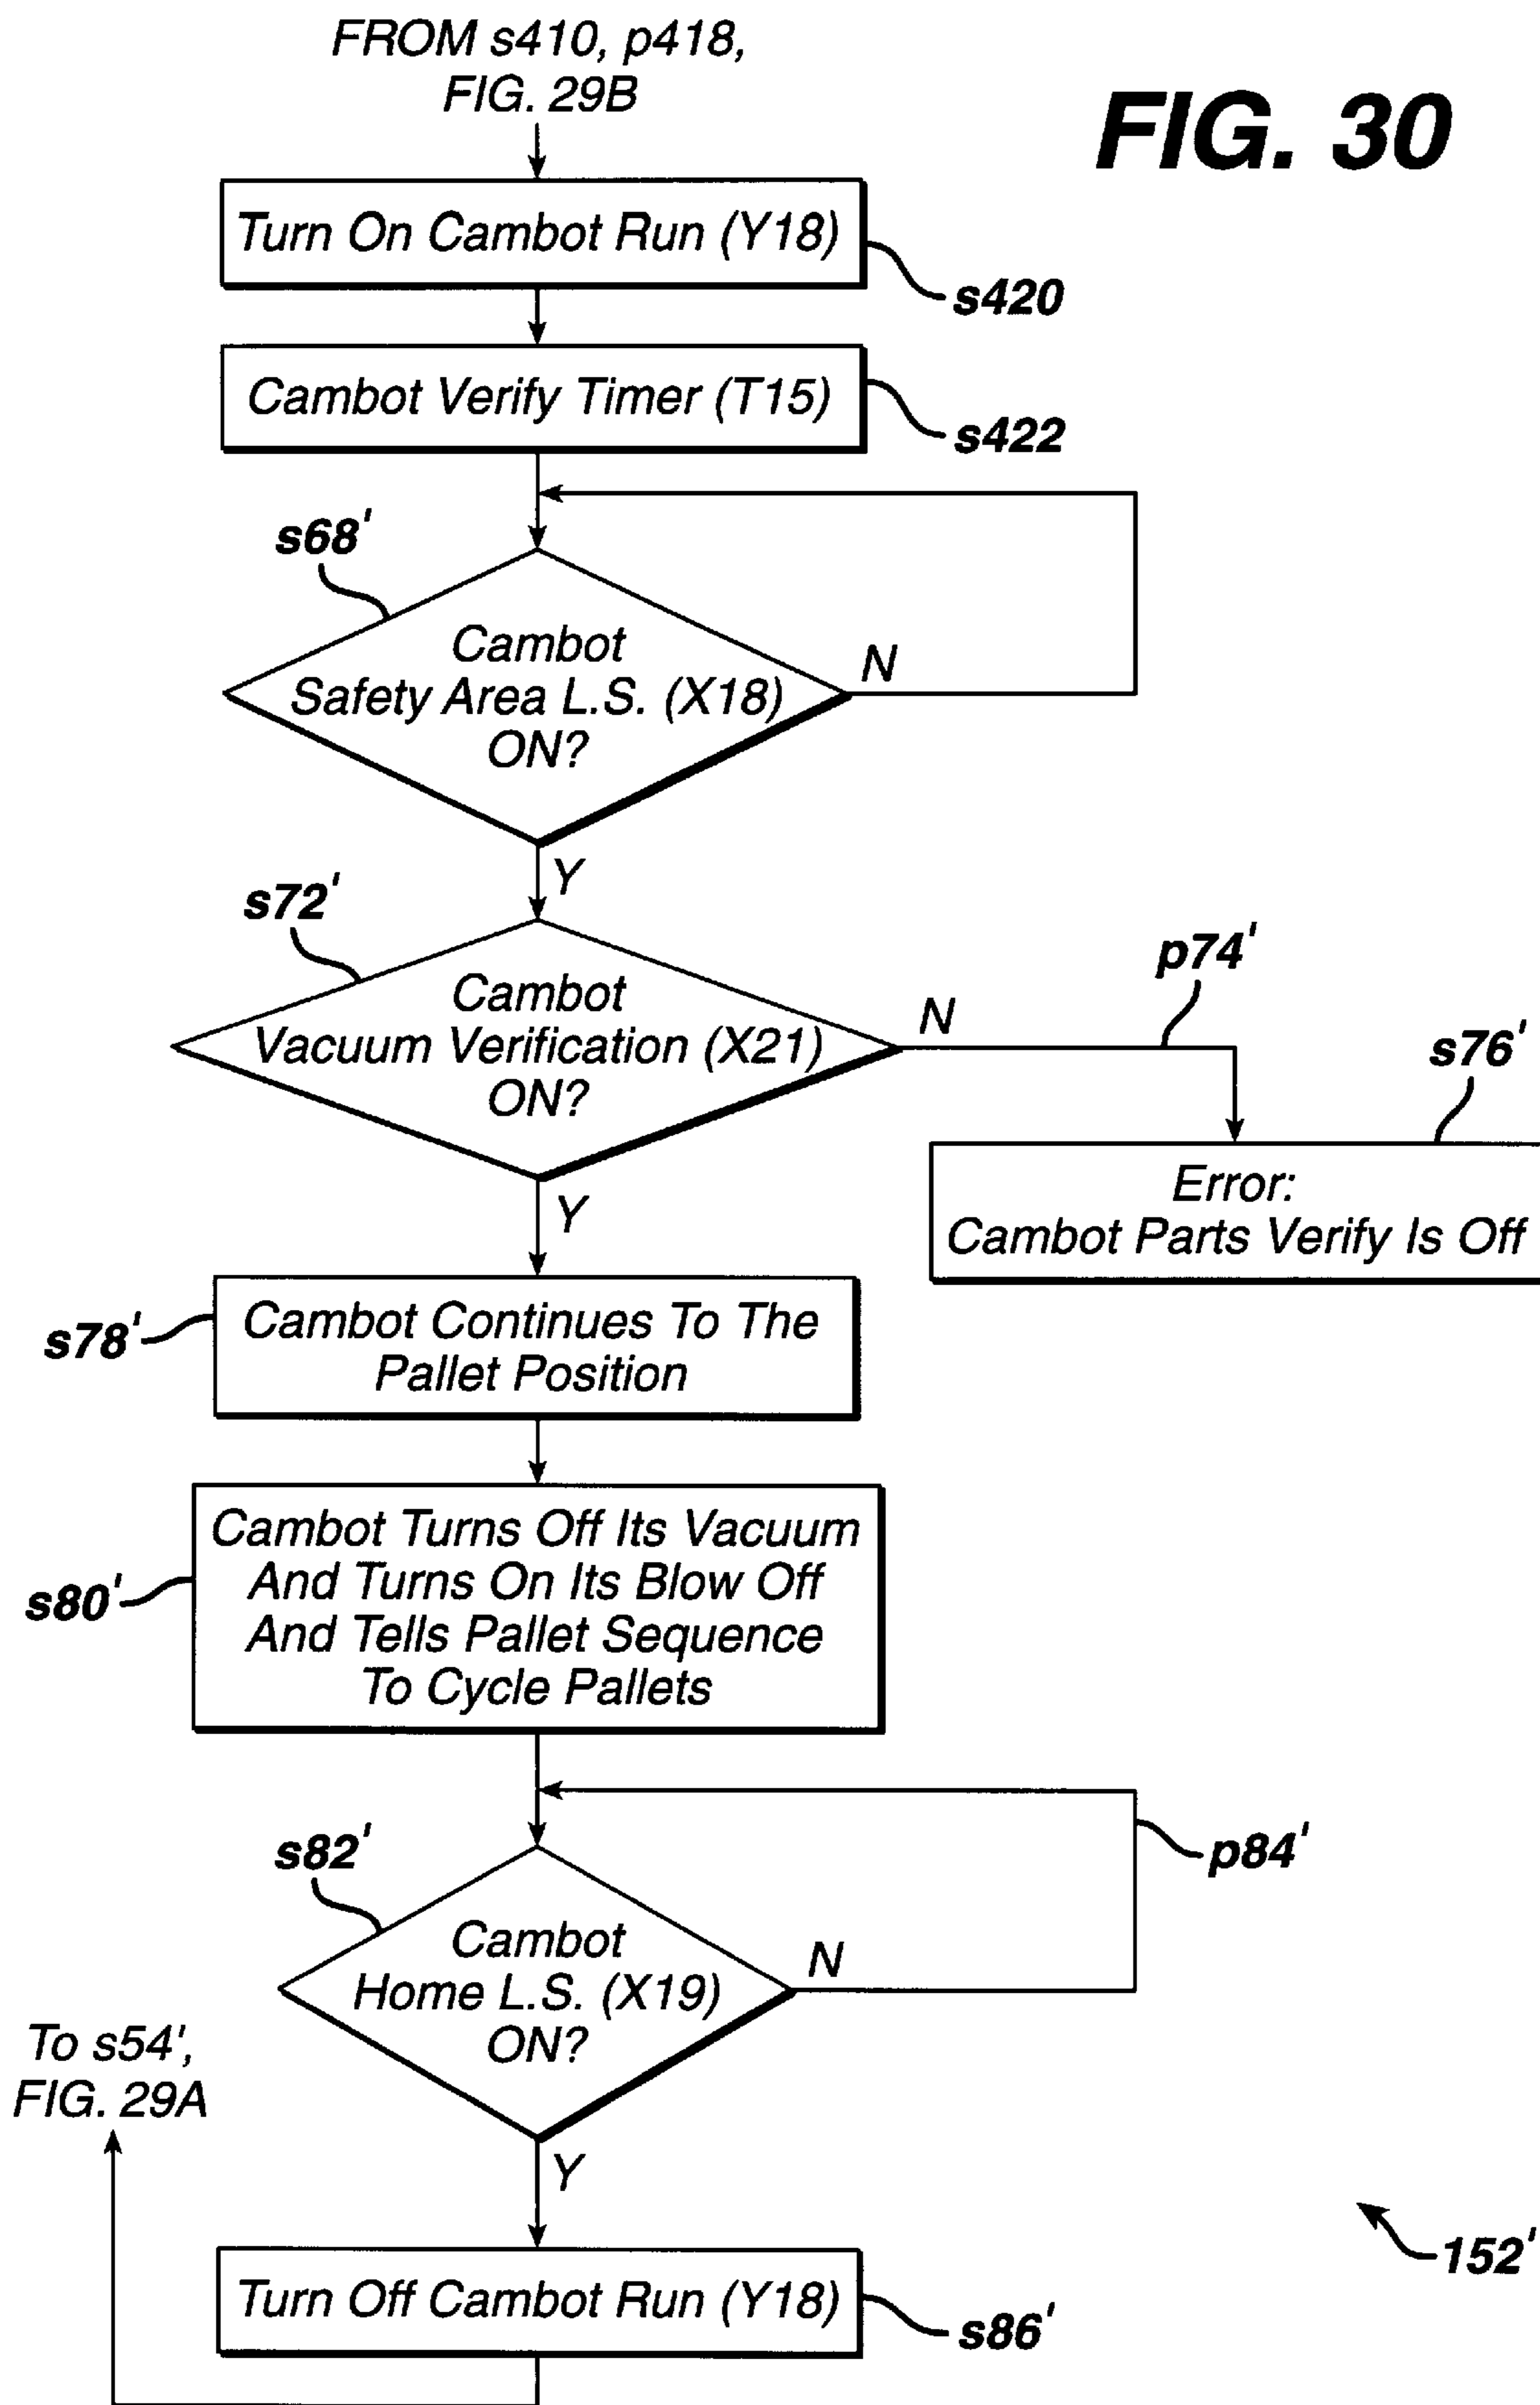 FROM s410, p418,
FIG. 29B
FIG. 30
Turn On Cambot Run (Y18)
s420
Cambot Verify Timer (T15)
s422
s68'
Cambot
Safety Area L.S. (X18)
ON?
N
Y
s72'
Cambot
Vacuum Verification (X21)
ON?
N
p74'
s76'
Error:
Cambot Parts Verify Is Off
Y
s78'
Cambot Continues To The
Pallet Position
s80'
Cambot Turns Off Its Vacuum
And Turns On Its Blow Off
And Tells Pallet Sequence
To Cycle Pallets
s82'
p84'
Cambot
Home L.S. (X19)
ON?
N
To s54',
FIG. 29A
Y
Turn Off Cambot Run (Y18)
s86'
152'